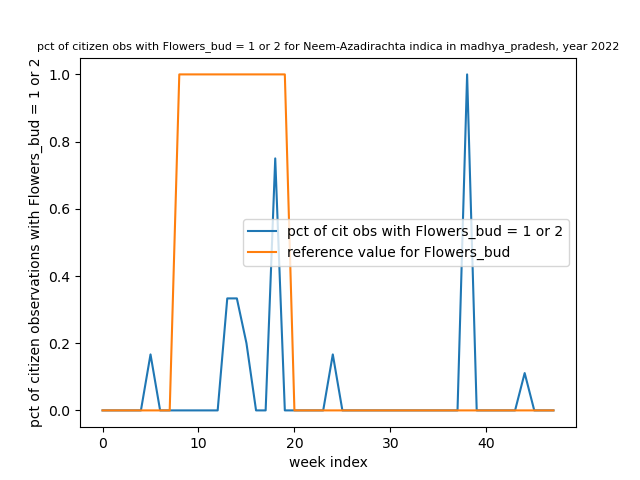 pct of citizen obs with Flowers_bud = 1 or 2 for Neem-Azadirachta indica in madhya_pradesh, year 2022
pct of citizen observations with Flowers_bud = 1 or 2
1.0
0.8
0.6
0.4
0.2
0.0
pct of cit obs with Flowers_bud = 1 or 2
reference value for Flowers_bud
0 10 20 30 40
week index